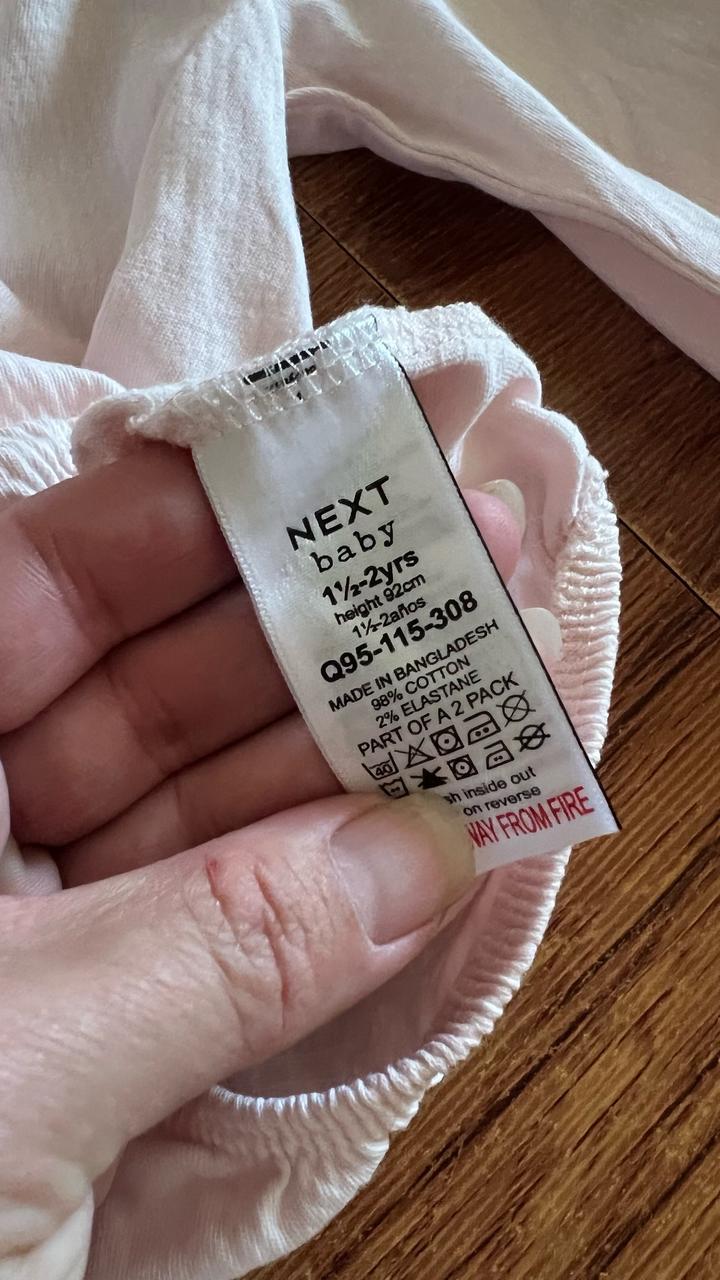 NEXT
baby
1½-2yrs
height 92cm
1½-2años
Q95-115-308
MADE IN BANGLADESH
98% COTTON
2% ELASTANE
PART OF A 2 PACK
40
inside out
on reverse
FROM FIRE